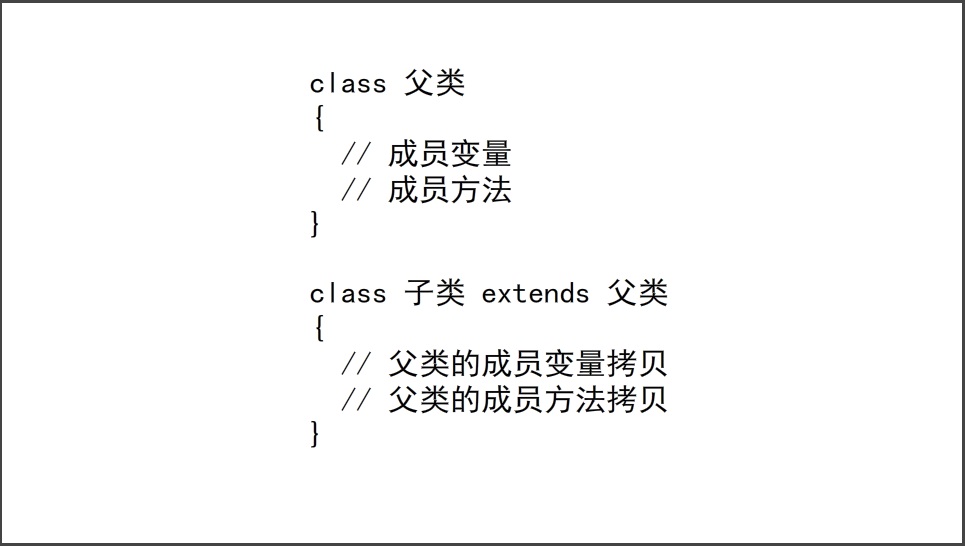 class 父类
{
// 成员变量
// 成员方法
}
class 子类 extends 父类
{
// 父类的成员变量拷贝
// 父类的成员方法拷贝
}